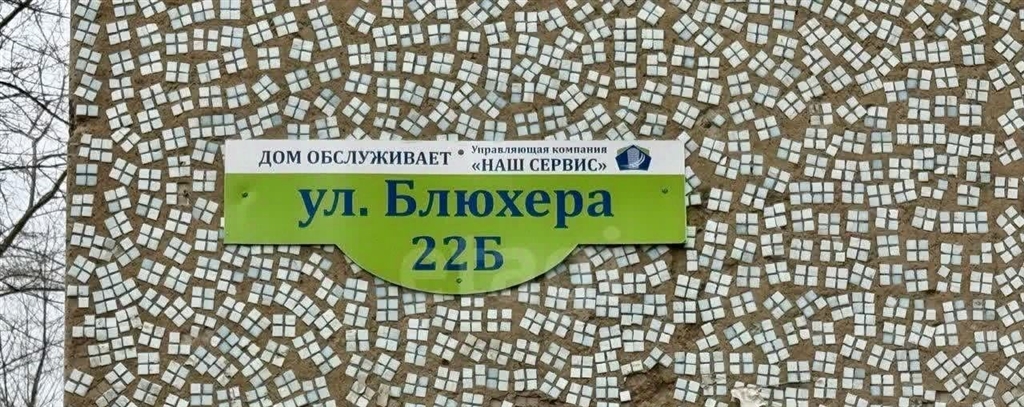 ДОМ ОБСЛУЖИВАЕТ • Управляющая компания
«НАШ СЕРВИС»
ул. Блюхера
22Б